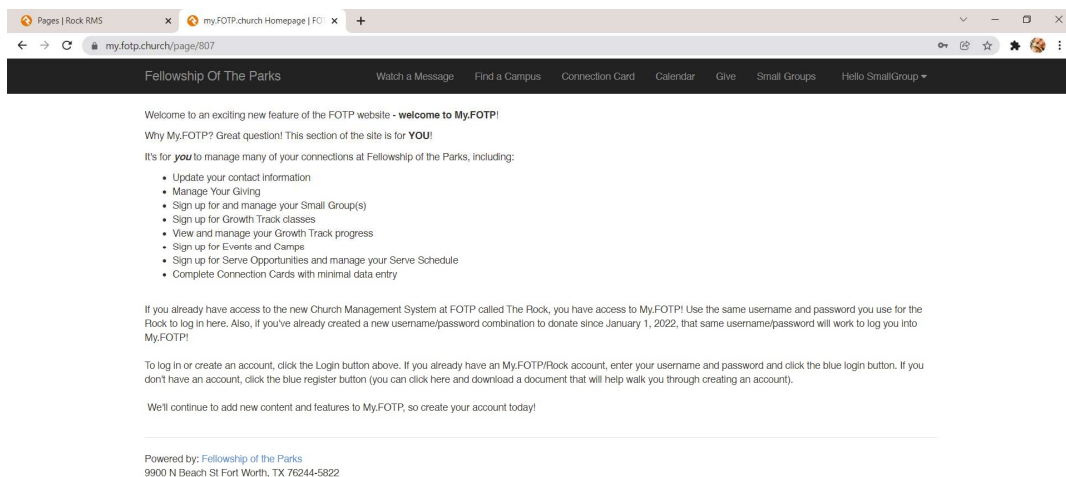 Pages | Rock RMS
my.FOTP.church Homepage | FO
my.fotp.church/page/807
Fellowship Of The Parks Watch a Message Find a Campus Connection Card Calendar Give Small Groups Hello SmallGroup
Welcome to an exciting new feature of the FOTP website - welcome to My.FOTP!
Why My.FOTP? Great question! This section of the site is for YOU!
It's for you to manage many of your connections at Fellowship of the Parks, including:
• Update your contact information
• Manage Your Giving
• Sign up for and manage your Small Group(s)
• Sign up for Growth Track classes
• View and manage your Growth Track progress
• Sign up for Events and Camps
• Sign up for Serve Opportunities and manage your Serve Schedule
• Complete Connection Cards with minimal data entry
If you already have access to the new Church Management System at FOTP called The Rock, you have access to My.FOTP! Use the same username and password you use for the
Rock to log in here. Also, if you've already created a new username/password combination to donate since January 1, 2022, that same username/password will work to log you into
My.FOTP!
To log in or create an account, click the Login button above. If you already have an My.FOTP/Rock account, enter your username and password and click the blue login button. If you
don't have an account, click the blue register button (you can click here and download a document that will help walk you through creating an account).
We'll continue to add new content and features to My.FOTP, so create your account today!
Powered by: Fellowship of the Parks
9900 N Beach St Fort Worth, TX 76244-5822